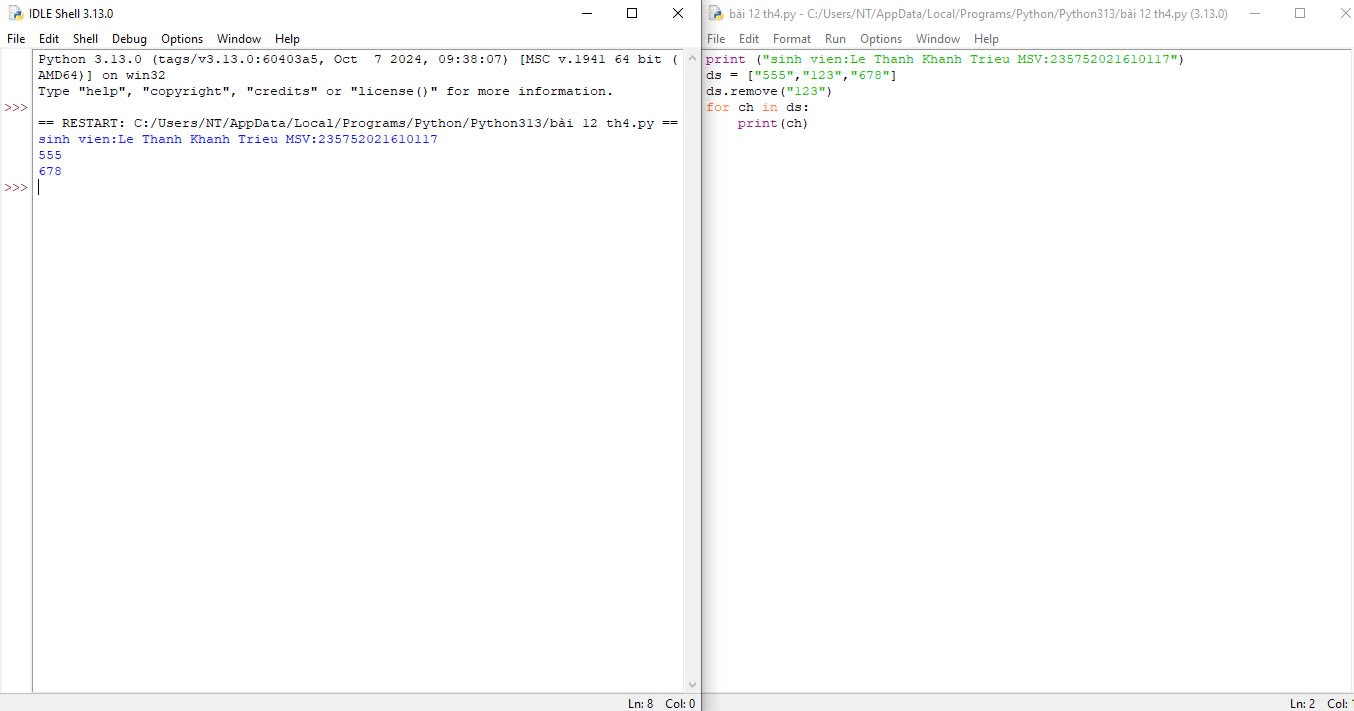 IDLE Shell 3.13.0
File Edit Shell Debug Options Window Help
Python 3.13.0 (tags/v3.13.0:60403a5, Oct  7 2024, 09:38:07) [MSC v.1941 64 bit (
AMD64)] on win32
Type "help", "copyright", "credits" or "license()" for more information.
>>>
== RESTART: C:/Users/NT/AppData/Local/Programs/Python/Python313/bài 12 th4.py ==
sinh vien:Le Thanh Khanh Trieu MSV:235752021610117
555
678
>>>
Ln: 8 Col: 0
bài 12 th4.py - C:/Users/NT/AppData/Local/Programs/Python/Python313/bài 12 th4.py (3.13.0)
File Edit Format Run Options Window Help
print ("sinh vien:Le Thanh Khanh Trieu MSV:235752021610117")
ds = ["555","123","678"]
ds.remove("123")
for ch in ds:
    print(ch)
Ln: 2 Col: